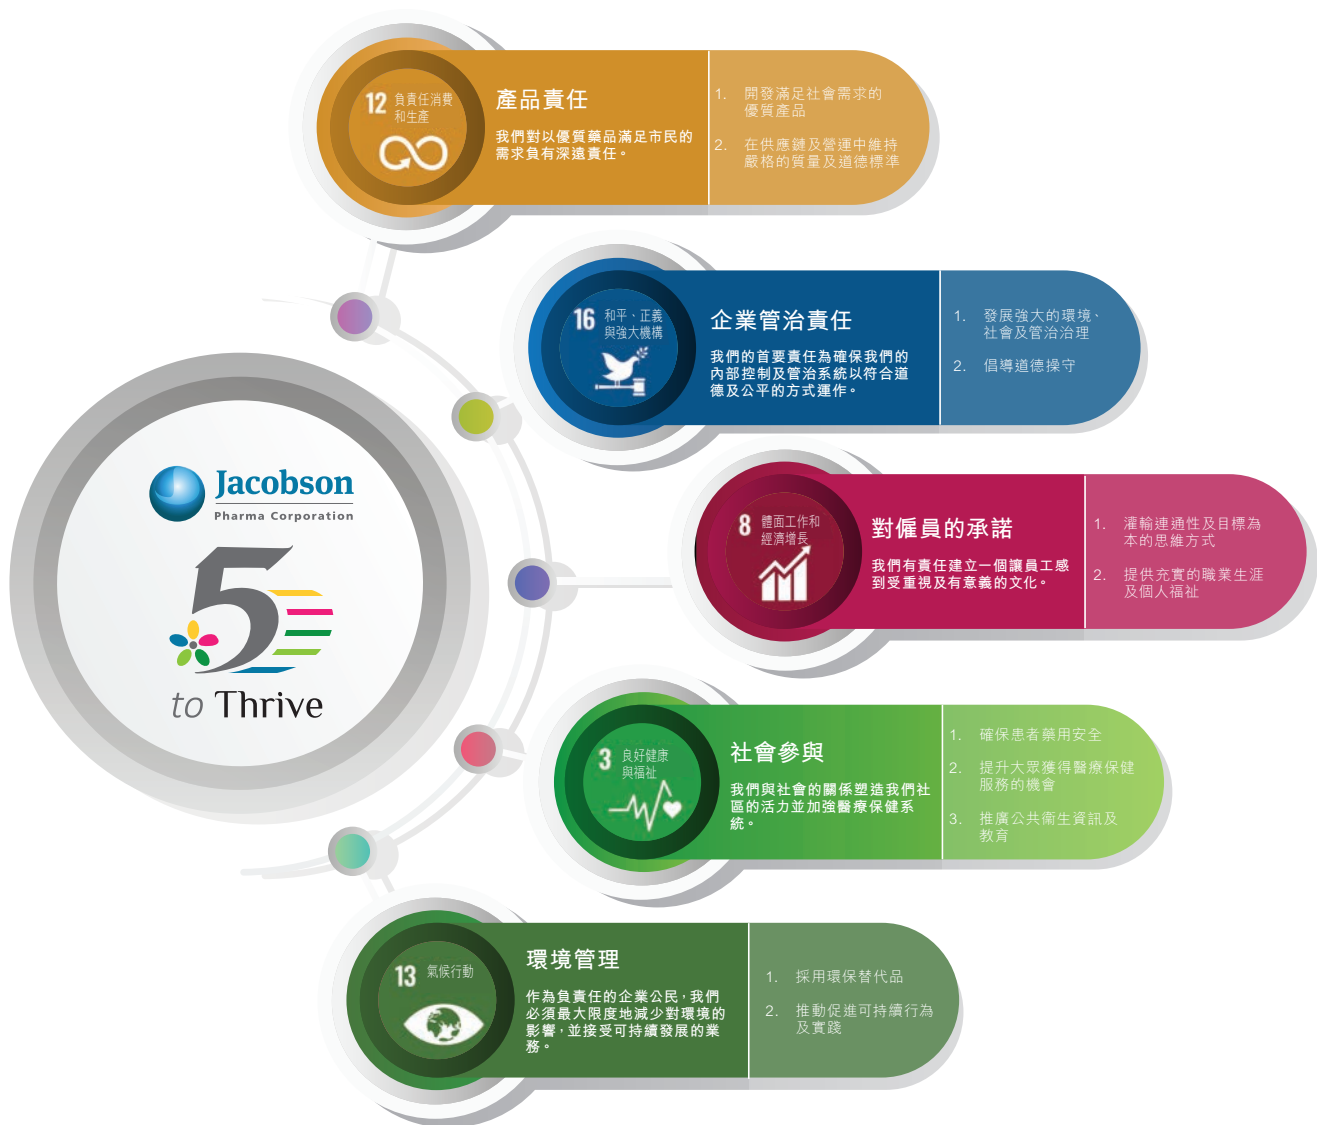 Jacobson
Pharma Corporation
5
to Thrive
12 負責任消費
和生產
產品責任
我們對以優質藥品滿足市民的
需求負有深遠責任。
1. 開發滿足社會需求的
優質產品
2. 在供應鏈及營運中維持
嚴格的質量及道德標準
16 和平、正義
與強大機構
企業管治責任
我們的首要責任為確保我們的
內部控制及管治系統以符合道
德及公平的方式運作。
1. 發展強大的環境、
社會及管治治理
2. 倡導道德操守
8 體面工作和
經濟增長
對僱員的承諾
我們有責任建立一個讓員工感
到受重視及有意義的文化。
1. 灌輸連通性及目標為
本的思維方式
2. 提供充實的職業生涯
及個人福祉
3 良好健康
與福祉
社會參與
我們與社會的關係塑造我們社
區的活力並加強醫療保健系
統。
1. 確保患者藥用安全
2. 提升大眾獲得醫療保健
服務的機會
3. 推廣公共衞生資訊及
教育
13 氣候行動
環境管理
作為負責任的企業公民，我們
必須最大限度地減少對環境的
影響，並接受可持續發展的業
務。
1. 採用環保替代品
2. 推動促進可持續行為
及實踐